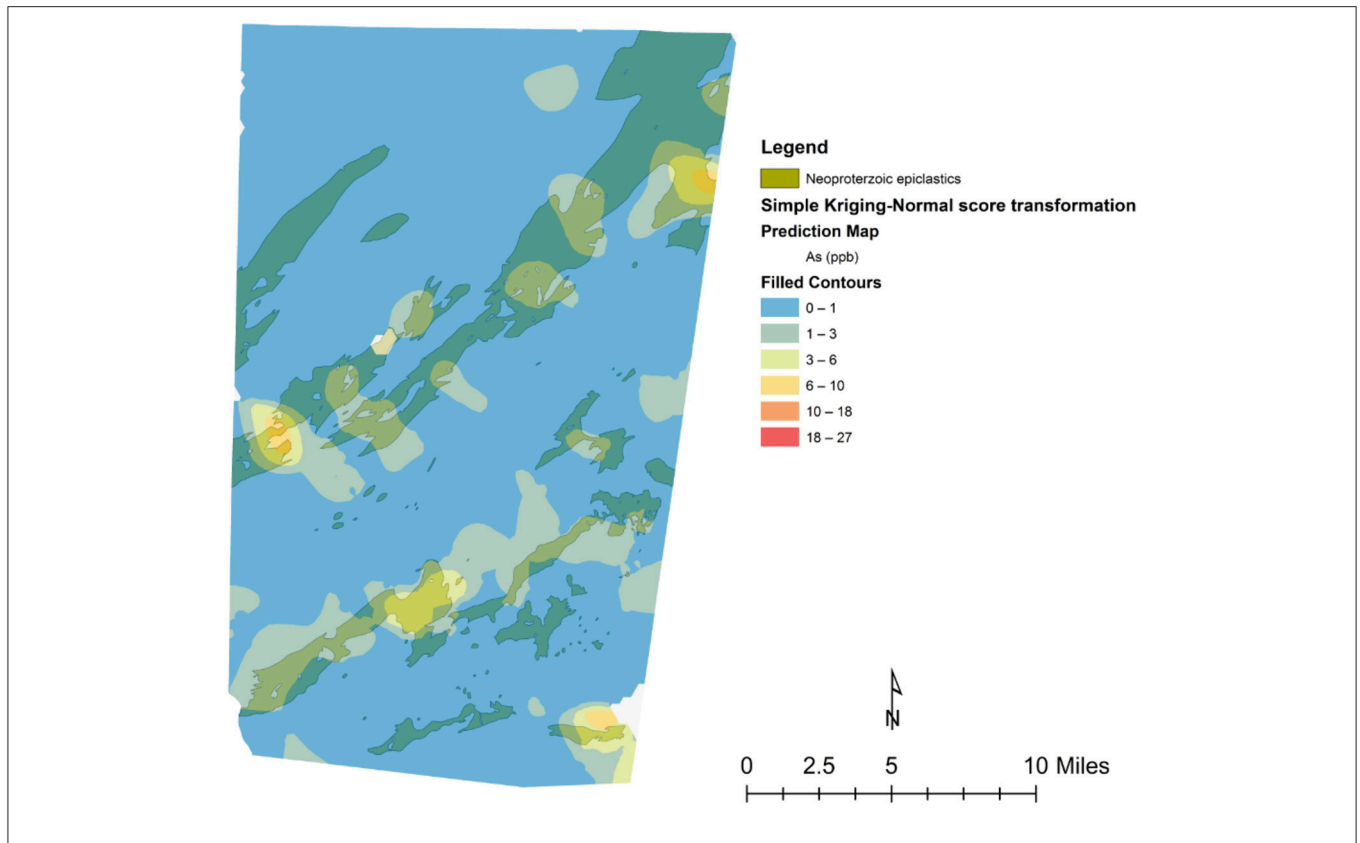 Legend
Neoproterzoic epiclastics
Simple Kriging-Normal score transformation
Prediction Map
As (ppb)
Filled Contours
0 – 1
1 – 3
3 – 6
6 – 10
10 – 18
18 – 27
N
0 2.5 5 10 Miles